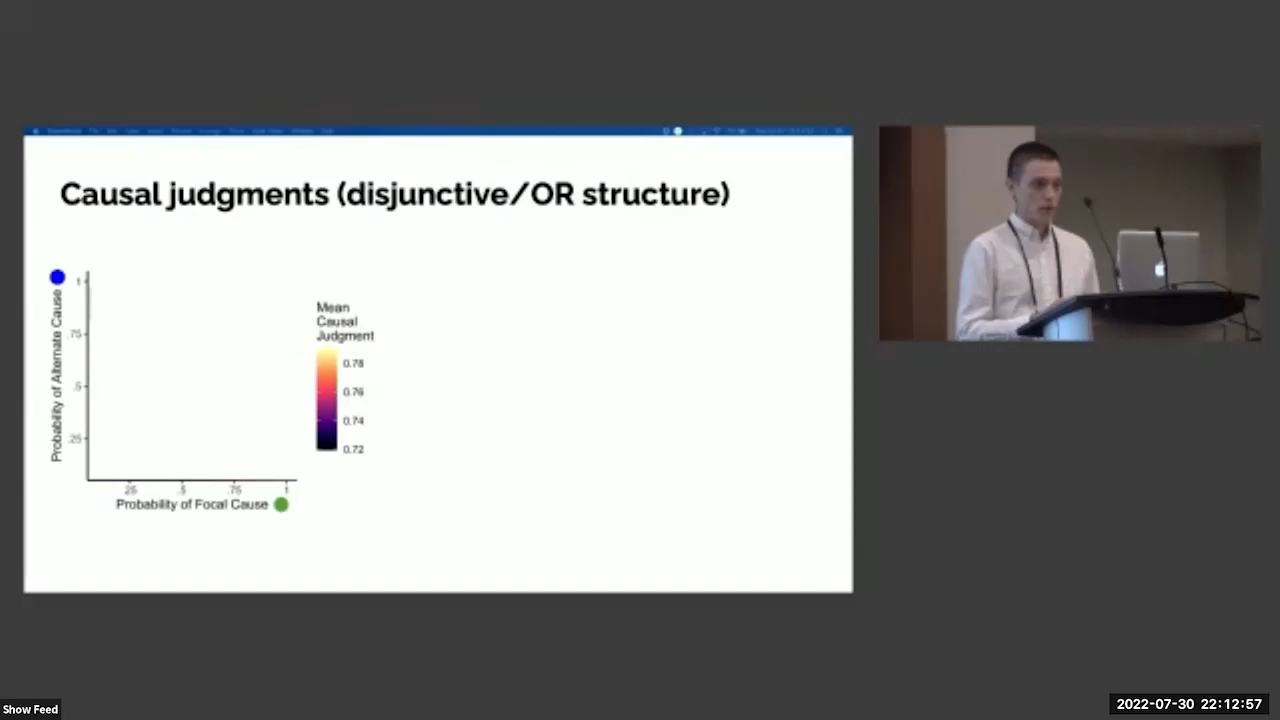 Causal judgments (disjunctive/OR structure)
Probability of Alternate Cause
1
.75
.5
.25
.25
.5
.75
1
Probability of Focal Cause
Mean
Causal
Judgment
0.78
0.76
0.74
0.72
Show Feed
2022-07-30 22:12:57